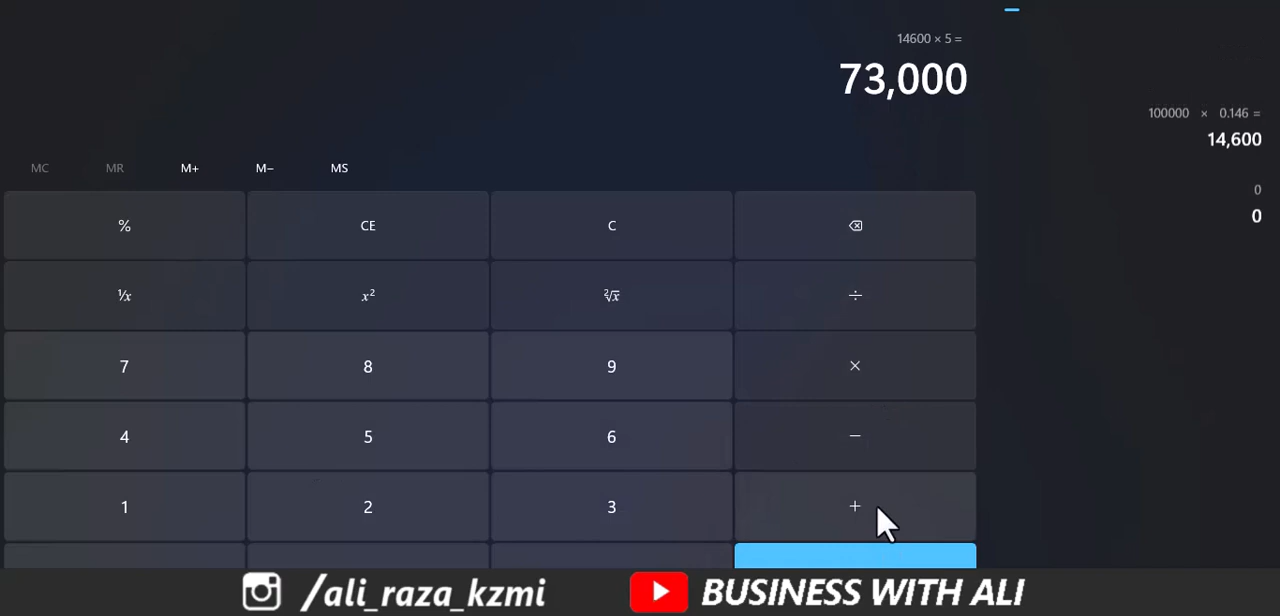 14600 × 5 =
73,000
100000 × 0.146 =
14,600
0
0
MC MR M+ M− MS
% CE C
⅟x x² ²√x ÷
7 8 9 ×
4 5 6 −
1 2 3 +
/ali_raza_kzmi BUSINESS WITH ALI